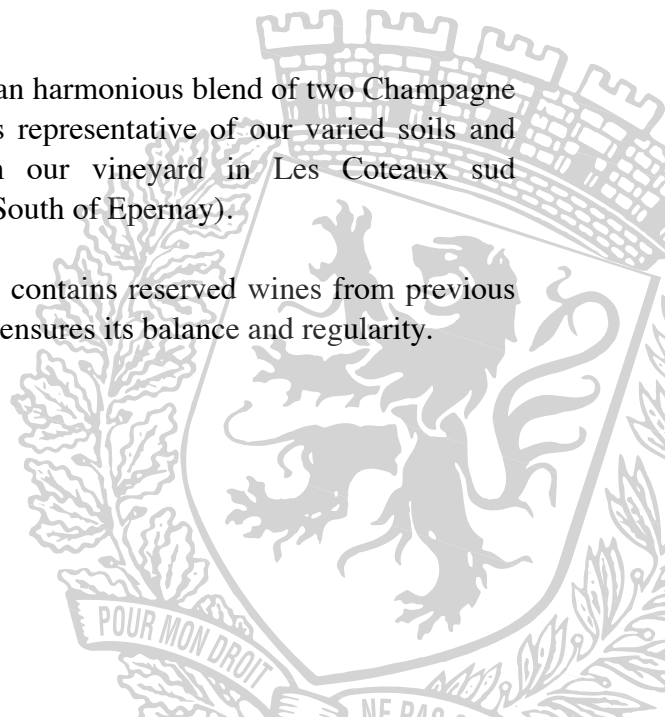 an harmonious blend of two Champagne
representative of our varied soils and
our vineyard in Les Coteaux sud
South of Epernay).
contains reserved wines from previous
ensures its balance and regularity.
POUR MON DROIT
NE PAS